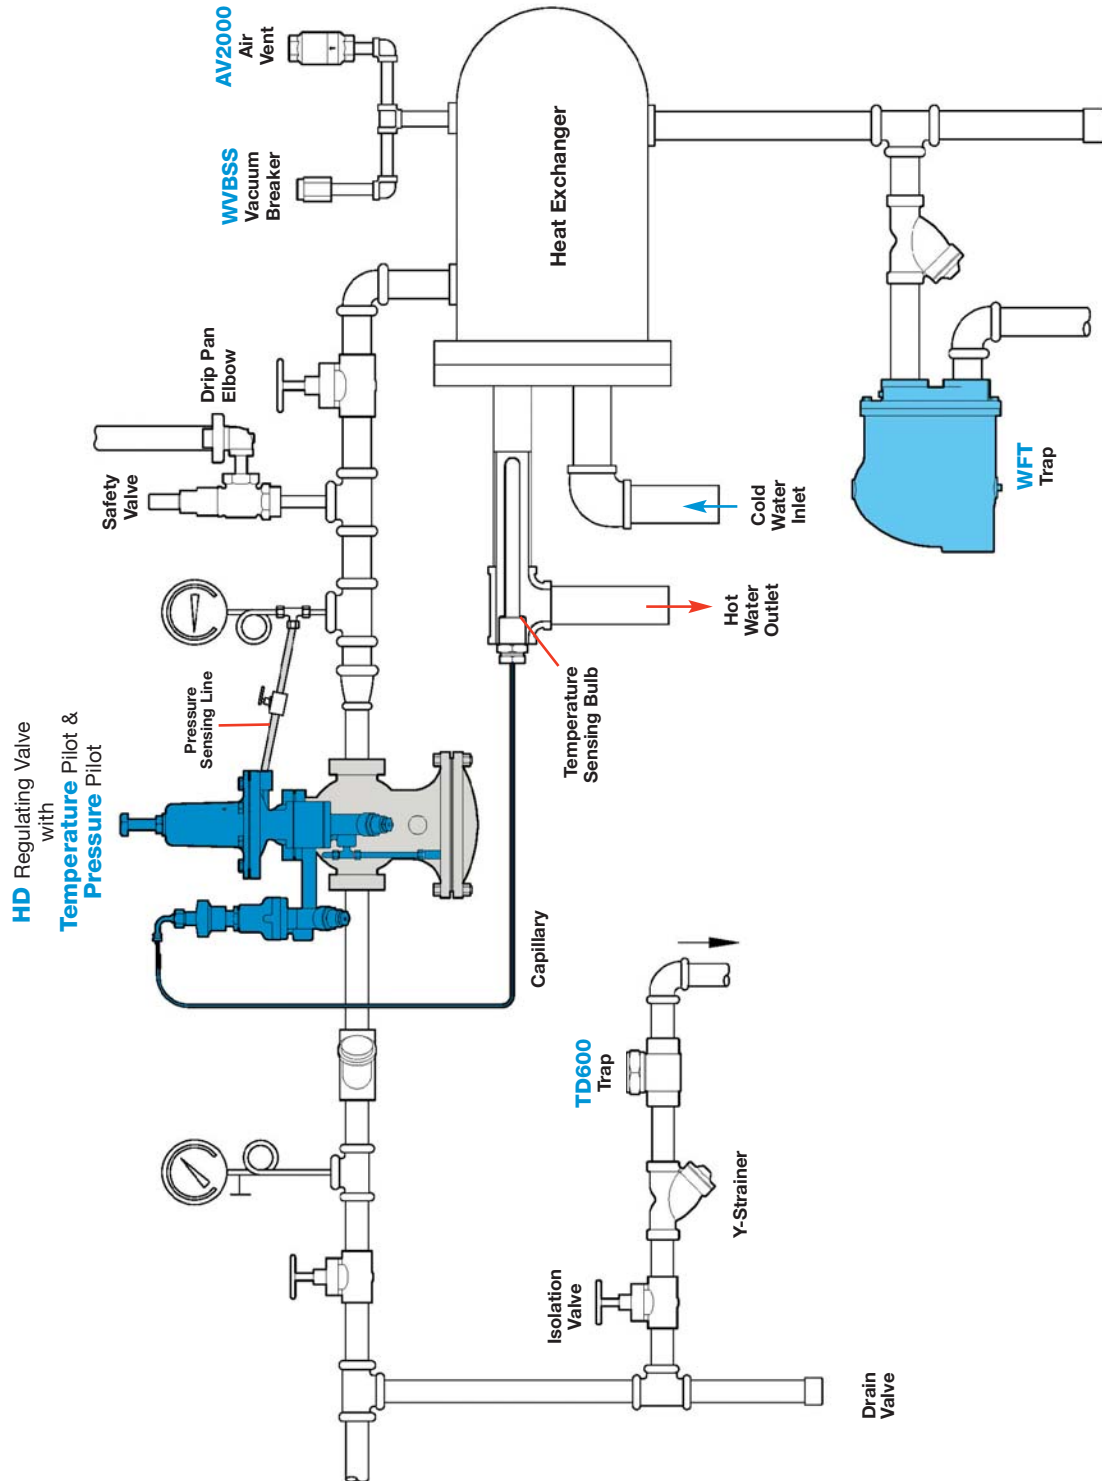 HD Regulating Valve
with
Temperature Pilot &
Pressure Pilot
AV2000
Air
Vent
WVBSS
Vacuum
Breaker
Drip Pan
Elbow
Safety
Valve
Pressure
Sensing Line
Heat Exchanger
Cold
Water
Inlet
Hot
Water
Outlet
Temperature
Sensing Bulb
Capillary
WFT
Trap
TD600
Trap
Y-Strainer
Isolation
Valve
Drain
Valve